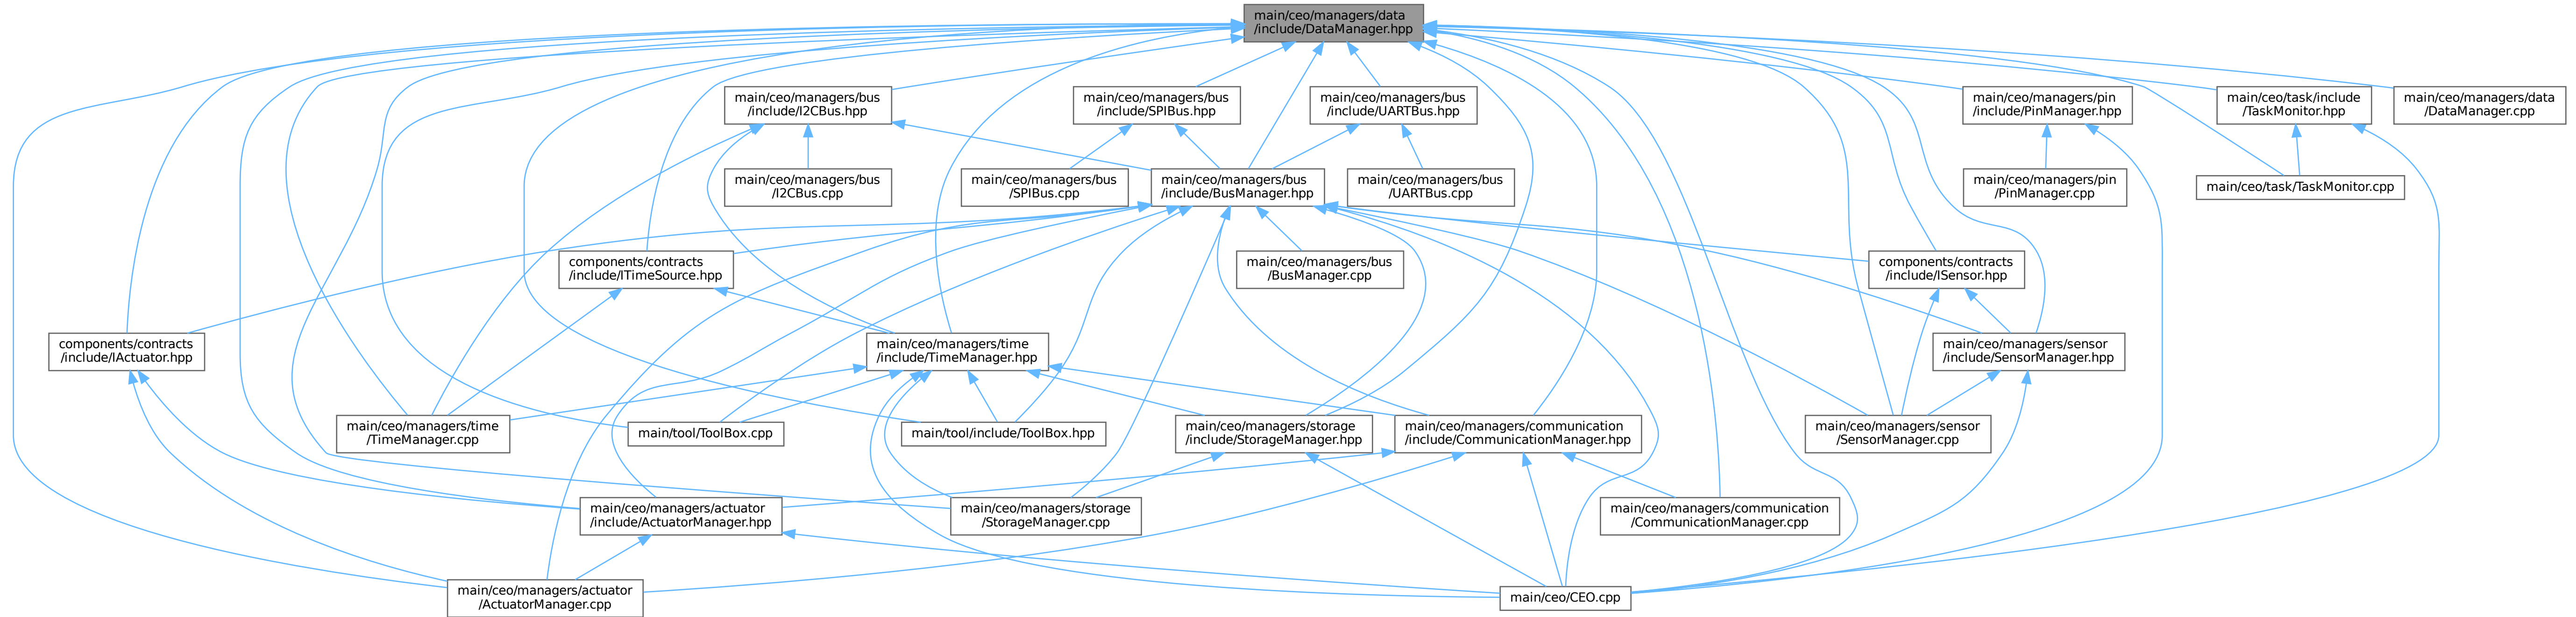 main/ceo/managers/data
/include/DataManager.hpp
main/ceo/managers/bus
/include/I2CBus.hpp
main/ceo/managers/bus
/include/SPIBus.hpp
main/ceo/managers/bus
/include/UARTBus.hpp
main/ceo/managers/pin
/include/PinManager.hpp
main/ceo/task/include
/TaskMonitor.hpp
main/ceo/managers/data
/DataManager.cpp
main/ceo/managers/bus
/I2CBus.cpp
main/ceo/managers/bus
/SPIBus.cpp
main/ceo/managers/bus
/include/BusManager.hpp
main/ceo/managers/bus
/UARTBus.cpp
main/ceo/managers/pin
/PinManager.cpp
main/ceo/task/TaskMonitor.cpp
components/contracts
/include/ITimeSource.hpp
main/ceo/managers/bus
/BusManager.cpp
components/contracts
/include/ISensor.hpp
components/contracts
/include/IActuator.hpp
main/ceo/managers/time
/include/TimeManager.hpp
main/ceo/managers/sensor
/include/SensorManager.hpp
main/ceo/managers/time
/TimeManager.cpp
main/tool/ToolBox.cpp
main/tool/include/ToolBox.hpp
main/ceo/managers/storage
/include/StorageManager.hpp
main/ceo/managers/communication
/include/CommunicationManager.hpp
main/ceo/managers/sensor
/SensorManager.cpp
main/ceo/managers/actuator
/include/ActuatorManager.hpp
main/ceo/managers/storage
/StorageManager.cpp
main/ceo/managers/communication
/CommunicationManager.cpp
main/ceo/managers/actuator
/ActuatorManager.cpp
main/ceo/CEO.cpp